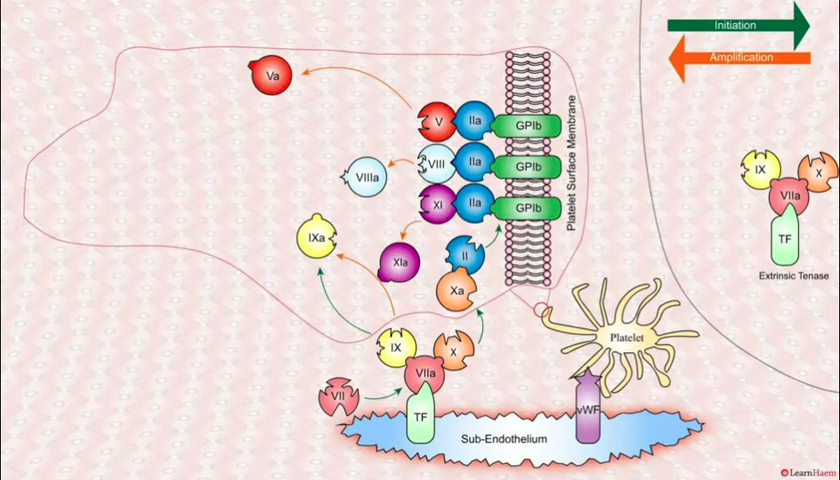 Initiation
Amplification
Va
V
IIa
GPIb
VIII
IIa
GPIb
VIIIa
XI
IIa
GPIb
Platelet Surface Membrane
IX
X
VIIa
TF
Extrinsic Tenase
IXa
XIa
II
Xa
Platelet
IX
X
VIIa
VII
TF
vWF
Sub-Endothelium
©LearnHaem